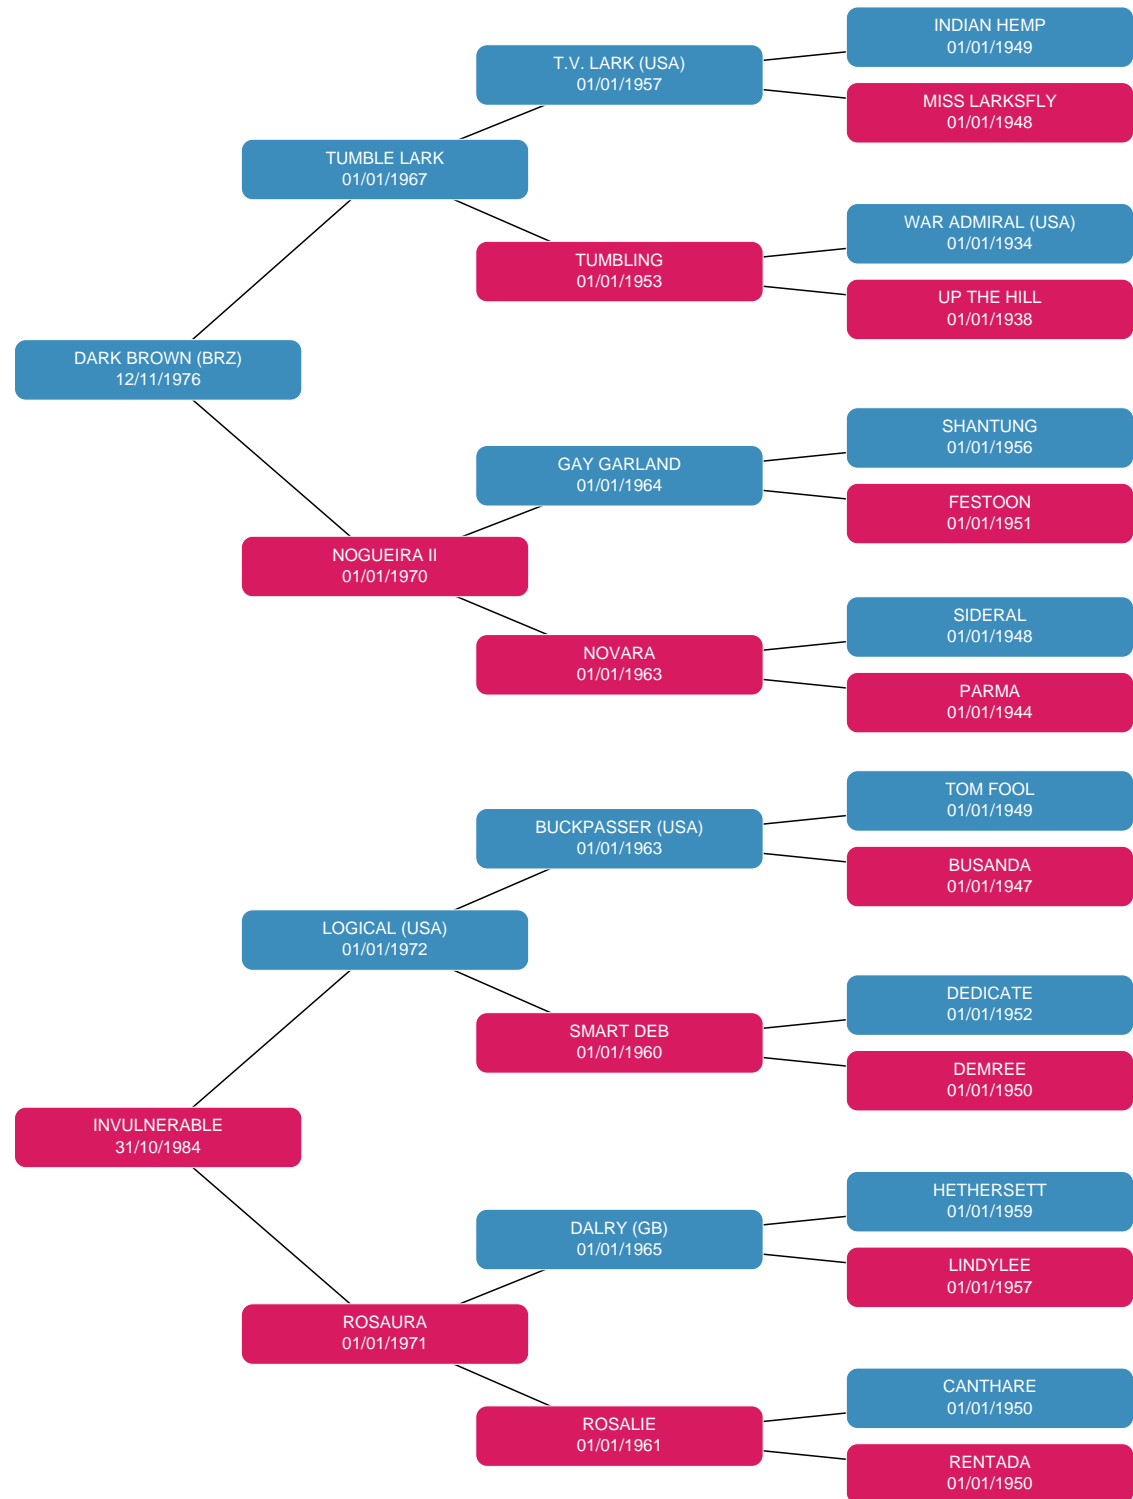 INDIAN HEMP
01/01/1949
T.V. LARK (USA)
01/01/1957
MISS LARKSFLY
01/01/1948
TUMBLE LARK
01/01/1967
WAR ADMIRAL (USA)
01/01/1934
TUMBLING
01/01/1953
UP THE HILL
01/01/1938
DARK BROWN (BRZ)
12/11/1976
SHANTUNG
01/01/1956
GAY GARLAND
01/01/1964
FESTOON
01/01/1951
NOGUEIRA II
01/01/1970
SIDERAL
01/01/1948
NOVARA
01/01/1963
PARMA
01/01/1944
TOM FOOL
01/01/1949
BUCKPASSER (USA)
01/01/1963
BUSANDA
01/01/1947
LOGICAL (USA)
01/01/1972
DEDICATE
01/01/1952
SMART DEB
01/01/1960
DEMREE
01/01/1950
INVULNERABLE
31/10/1984
HETHERSETT
01/01/1959
DALRY (GB)
01/01/1965
LINDYLEE
01/01/1957
ROSAURA
01/01/1971
CANTHARE
01/01/1950
ROSALIE
01/01/1961
RENTADA
01/01/1950